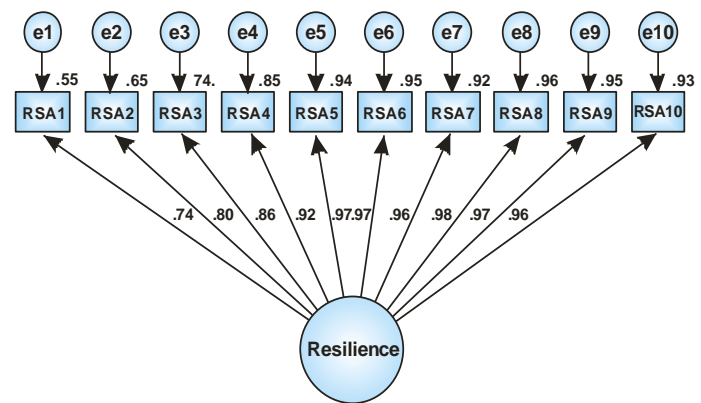 e1 e2 e3 e4 e5 e6 e7 e8 e9 e10
.55 .65 74. .85 .94 .95 .92 .96 .95 .93
RSA1 RSA2 RSA3 RSA4 RSA5 RSA6 RSA7 RSA8 RSA9 RSA10
.74 .80 .86 .92 .97 .97 .96 .98 .97 .96
Resilience